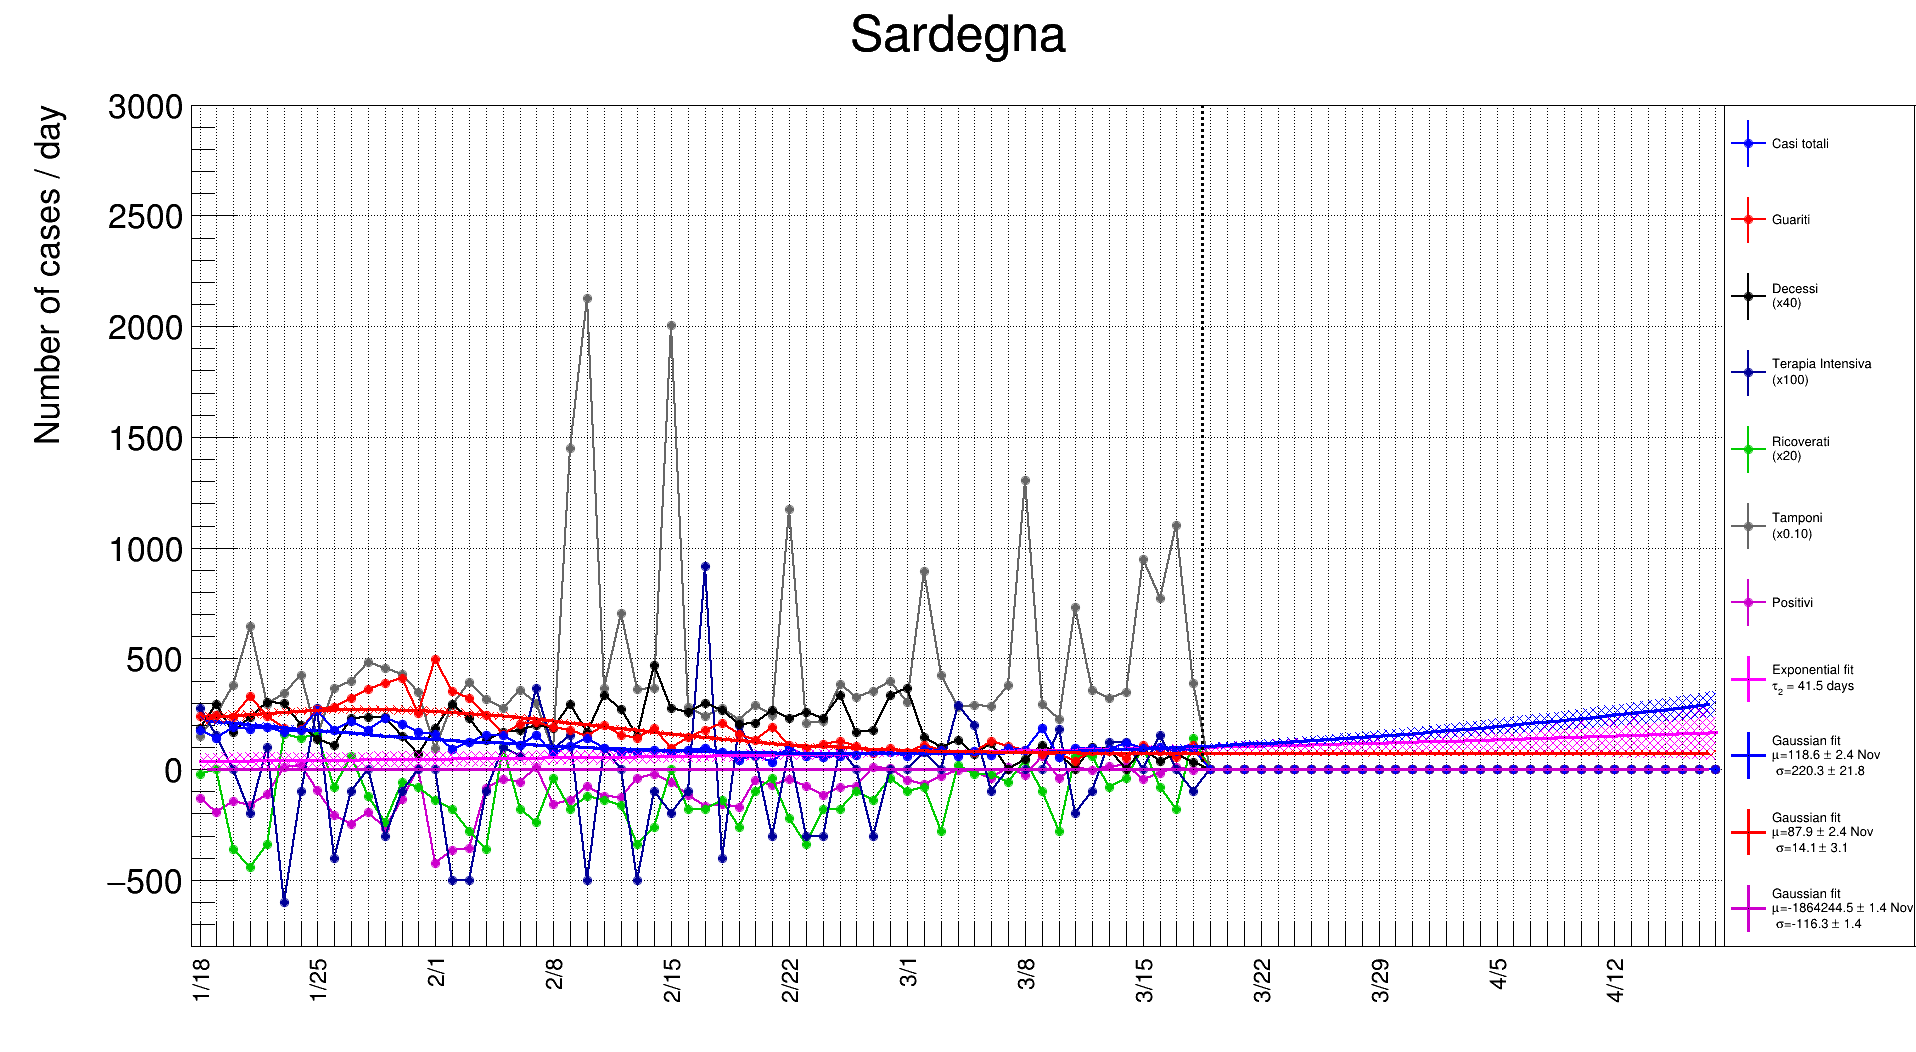 Sardegna
Number of cases / day
3000
2500
2000
1500
1000
500
0
−500
1/18
1/25
2/1
2/8
2/15
2/22
3/1
3/8
3/15
3/22
3/29
4/5
4/12
Casi totali
Guariti
Decessi
(x40)
Terapia Intensiva
(x100)
Ricoverati
(x20)
Tamponi
(x0.10)
Positivi
Exponential fit
τ2 = 41.5 days
Gaussian fit
μ=118.6 ± 2.4 Nov
σ=220.3 ± 21.8
Gaussian fit
μ=87.9 ± 2.4 Nov
σ=14.1 ± 3.1
Gaussian fit
μ=-1864244.5 ± 1.4 Nov
σ=-116.3 ± 1.4